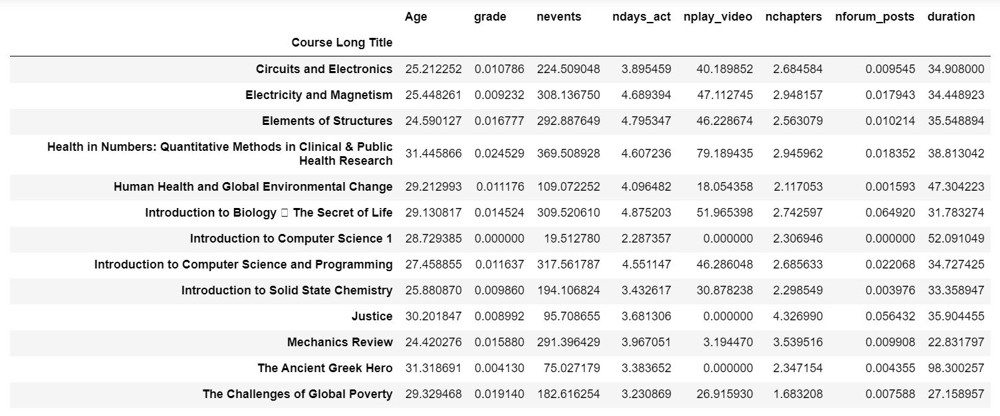 Age grade nevents ndays_act nplay_video nchapters nforum_posts duration
Course Long Title
Circuits and Electronics 25.212252 0.010786 224.509048 3.895459 40.189852 2.684584 0.009545 34.908000
Electricity and Magnetism 25.448261 0.009232 308.136750 4.689394 47.112745 2.948157 0.017943 34.448923
Elements of Structures 24.590127 0.016777 292.887649 4.795347 46.228674 2.563079 0.010214 35.548894
Health in Numbers: Quantitative Methods in Clinical & Public
Health Research 31.445866 0.024529 369.508928 4.607236 79.189435 2.945962 0.018352 38.813042
Human Health and Global Environmental Change 29.212993 0.011176 109.072252 4.096482 18.054358 2.117053 0.001593 47.304223
Introduction to Biology  The Secret of Life 29.130817 0.014524 309.520610 4.875203 51.965398 2.742597 0.064920 31.783274
Introduction to Computer Science 1 28.729385 0.000000 19.512780 2.287357 0.000000 2.306946 0.000000 52.091049
Introduction to Computer Science and Programming 27.458855 0.011637 317.561787 4.551147 46.286048 2.685633 0.022068 34.727425
Introduction to Solid State Chemistry 25.880870 0.009860 194.106824 3.432617 30.878238 2.298549 0.003976 33.358947
Justice 30.201847 0.008992 95.708655 3.681306 0.000000 4.326990 0.056432 35.904455
Mechanics Review 24.420276 0.015880 291.396429 3.967051 3.194470 3.539516 0.009908 22.831797
The Ancient Greek Hero 31.318691 0.004130 75.027179 3.383652 0.000000 2.347154 0.004355 98.300257
The Challenges of Global Poverty 29.329468 0.019140 182.616254 3.230869 26.915930 1.683208 0.007588 27.158957